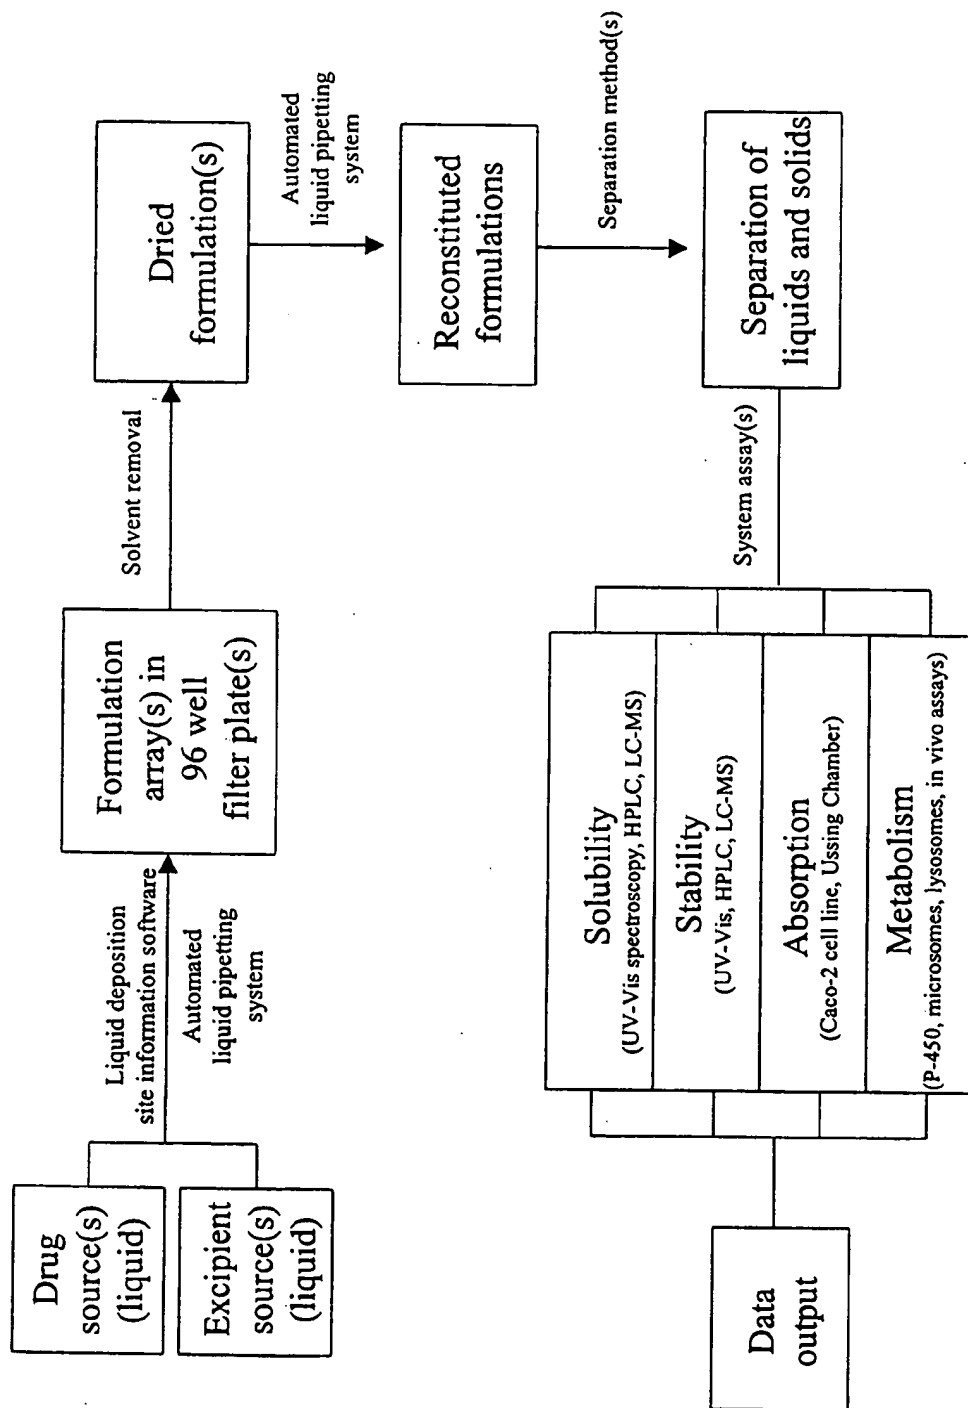 Drug
source(s)
(liquid)
Excipient
source(s)
(liquid)
Liquid deposition
site information software
Automated
liquid pipetting
system
Formulation
array(s) in
96 well
filter plate(s)
Solvent removal
Dried
formulation(s)
Automated
liquid pipetting
system
Reconstituted
formulations
Separation method(s)
Separation of
liquids and solids
System assay(s)
Solubility
(UV-Vis spectroscopy, HPLC, LC-MS)
Stability
(UV-Vis, HPLC, LC-MS)
Absorption
(Caco-2 cell line, Ussing Chamber)
Metabolism
(P-450, microsomes, lysosomes, in vivo assays)
Data
output